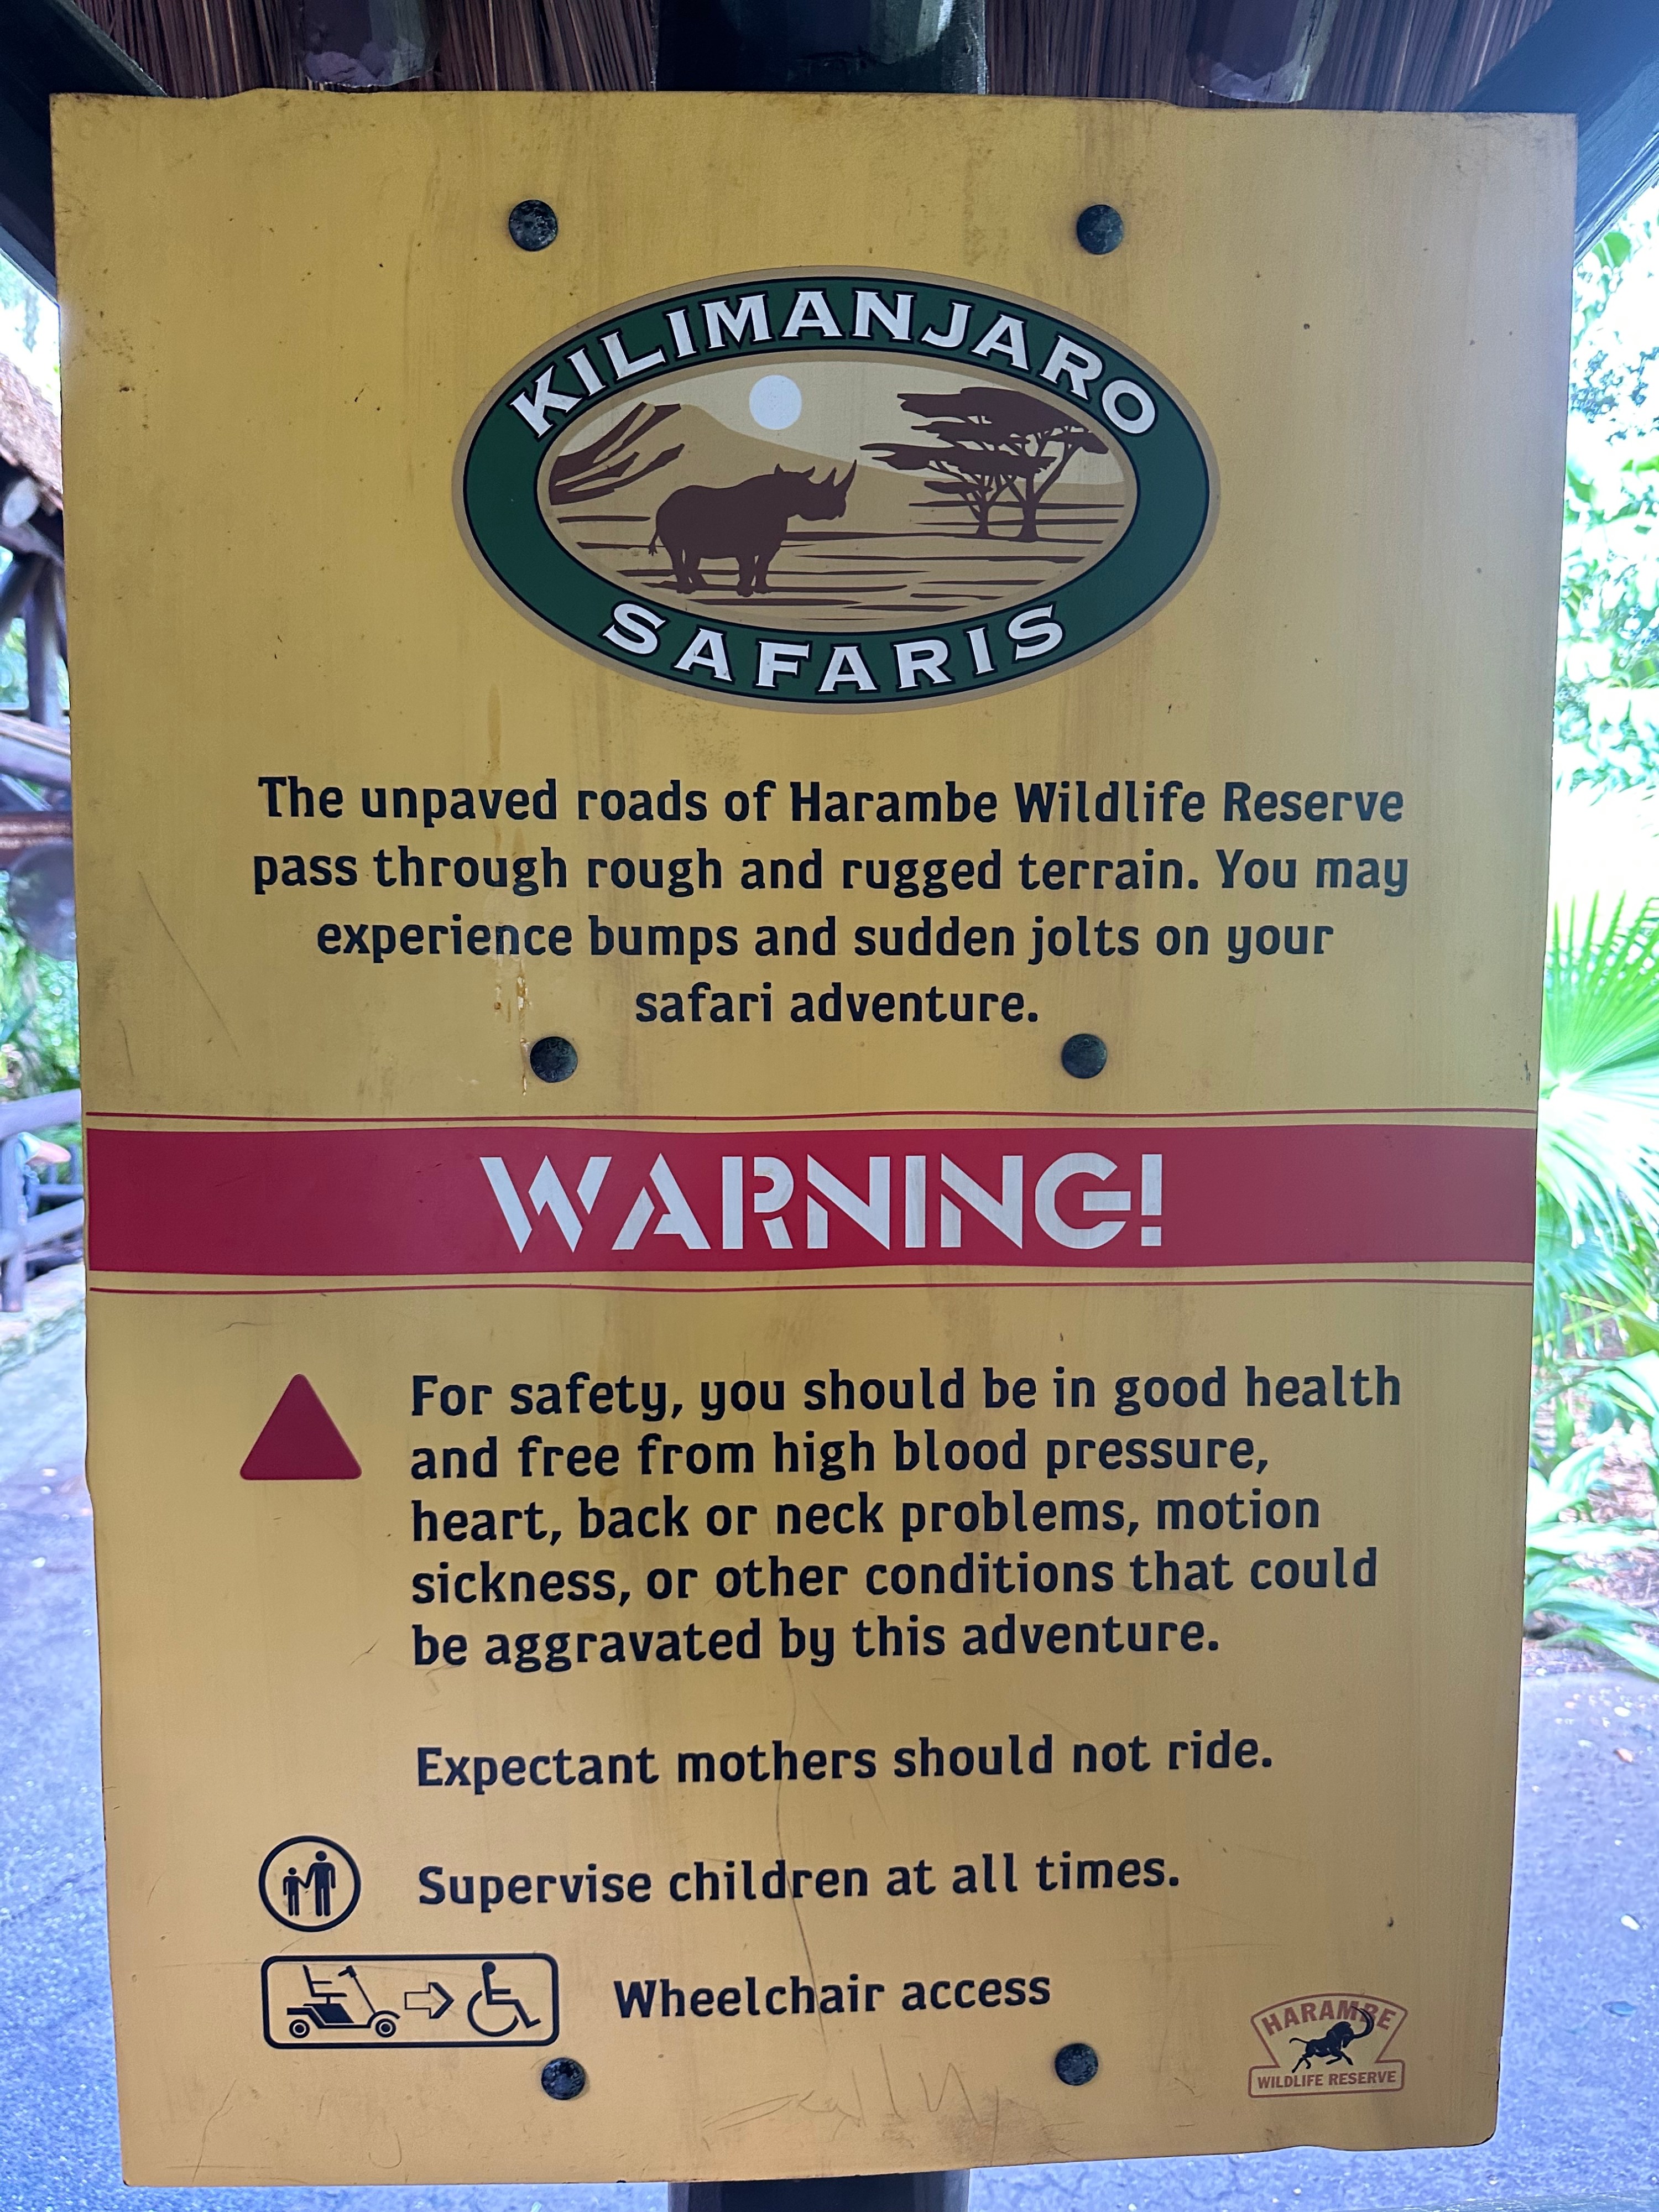 KILIMANJARO
SAFARIS
The unpaved roads of Harambe Wildlife Reserve
pass through rough and rugged terrain. You may
experience bumps and sudden jolts on your
safari adventure.
WARNING!
For safety, you should be in good health
and free from high blood pressure,
heart, back or neck problems, motion
sickness, or other conditions that could
be aggravated by this adventure.
Expectant mothers should not ride.
Supervise children at all times.
Wheelchair access
HARAMBE
WILDLIFE RESERVE